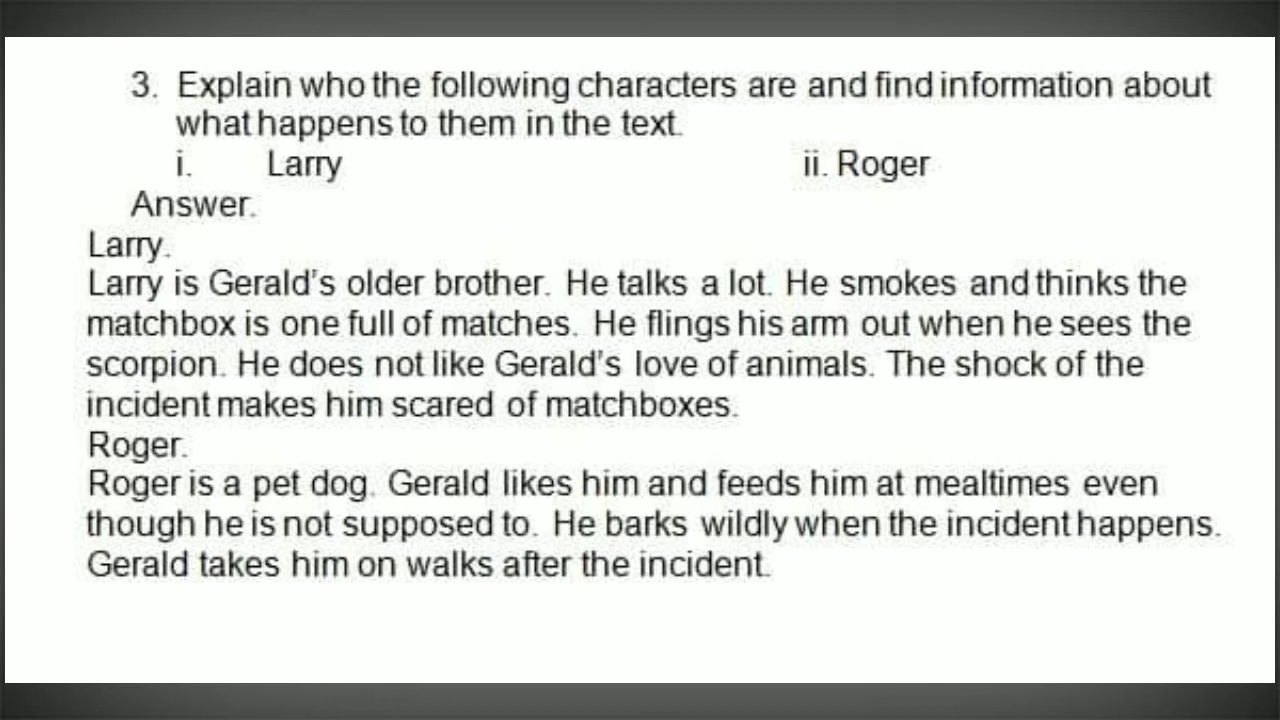 3. Explain who the following characters are and find information about
what happens to them in the text.
i. Larry ii. Roger
Answer.
Larry.
Larry is Gerald's older brother. He talks a lot. He smokes and thinks the
matchbox is one full of matches. He flings his arm out when he sees the
scorpion. He does not like Gerald's love of animals. The shock of the
incident makes him scared of matchboxes.
Roger.
Roger is a pet dog. Gerald likes him and feeds him at mealtimes even
though he is not supposed to. He barks wildly when the incident happens.
Gerald takes him on walks after the incident.